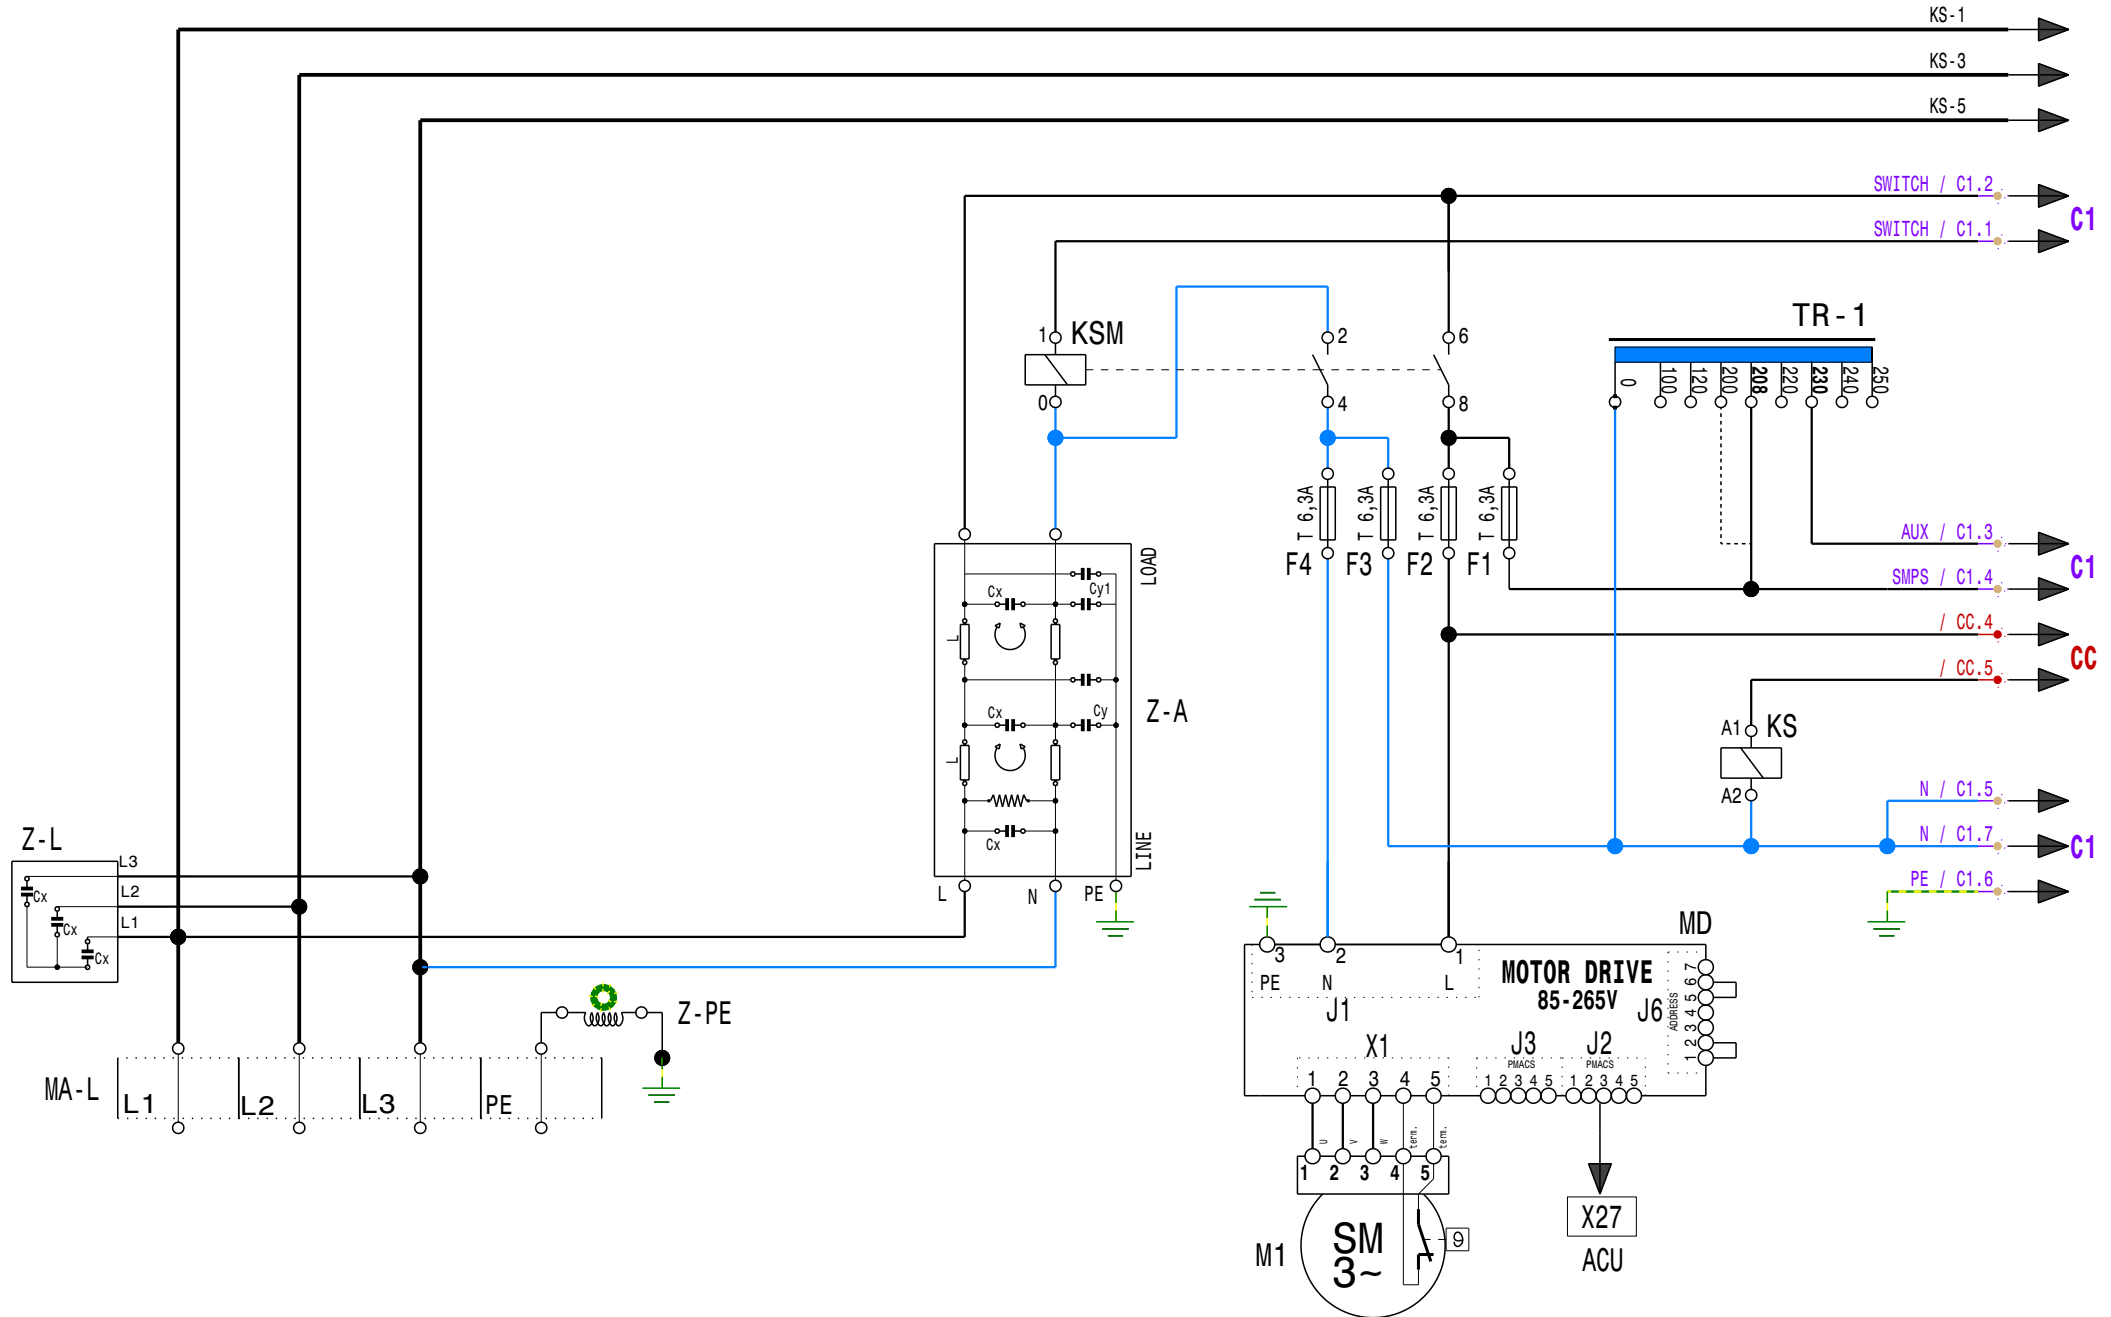 KS-1
KS-3
KS-5
SWITCH / C1.2
C1
SWITCH / C1.1
TR-1
1 KSM
2
6
0
4
8
0 100 120 200 208 220 230 240 250
T 6,3A T 6,3A T 6,3A T 6,3A
F4 F3 F2 F1
AUX / C1.3
C1
SMPS / C1.4
/ CC.4
CC
/ CC.5
LOAD
Cy1
Cx
L
Cx
Cy
L
Cx
LINE
Z-A
L
N
PE
A1 KS
A2
N / C1.5
N / C1.7
C1
PE / C1.6
Z-L
L3
L2
L1
Cx
Cx
Cx
Z-PE
MA-L
L1
L2
L3
PE
MD
3 2 1
PE N L
J1
MOTOR DRIVE
85-265V
J6
ADDRESS
7
6
5
4
3
2
1
X1
J3
PMACS
J2
PMACS
1 2 3 4 5
1 2 3 4 5
1 2 3 4 5
U V W term. term.
1 2 3 4 5
M1
SM
3~
9
X27
ACU